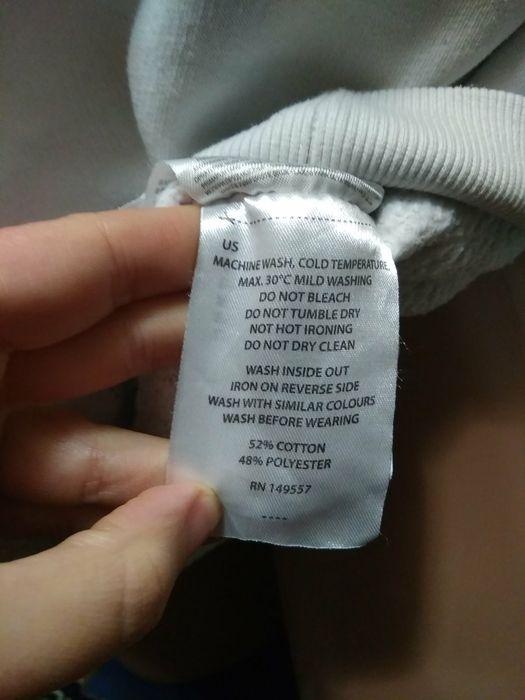 US
MACHINE WASH, COLD TEMPERATURE,
MAX. 30°C MILD WASHING
DO NOT BLEACH
DO NOT TUMBLE DRY
NOT HOT IRONING
DO NOT DRY CLEAN
WASH INSIDE OUT
IRON ON REVERSE SIDE
WASH WITH SIMILAR COLOURS
WASH BEFORE WEARING
52% COTTON
48% POLYESTER
RN 149557